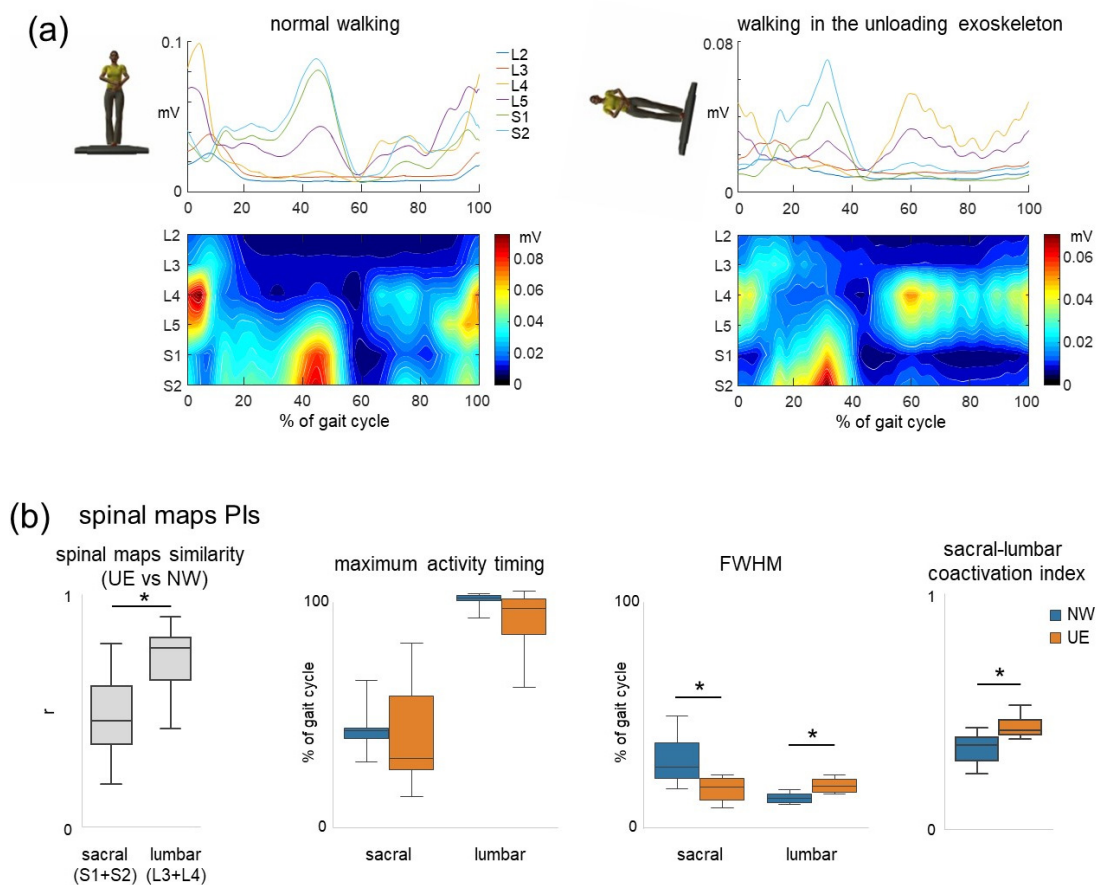 (a)
normal walking
0.1
mV
0
0 20 40 60 80 100
L2
L3
L4
L5
S1
S2
walking in the unloading exoskeleton
0.08
mV
0
0 20 40 60 80 100
L2
L3
L4
L5
S1
S2
0 20 40 60 80 100
% of gait cycle
mV
0.08
0.06
0.04
0.02
0
L2
L3
L4
L5
S1
S2
0 20 40 60 80 100
% of gait cycle
mV
0.06
0.04
0.02
0
(b) spinal maps PIs
spinal maps similarity
(UE vs NW)
1
*
r
0
sacral
(S1+S2)
lumbar
(L3+L4)
maximum activity timing
100
% of gait cycle
0
sacral lumbar
FWHM
100
% of gait cycle
*
*
0
sacral lumbar
sacral-lumbar
coactivation index
1
NW
UE
*
0